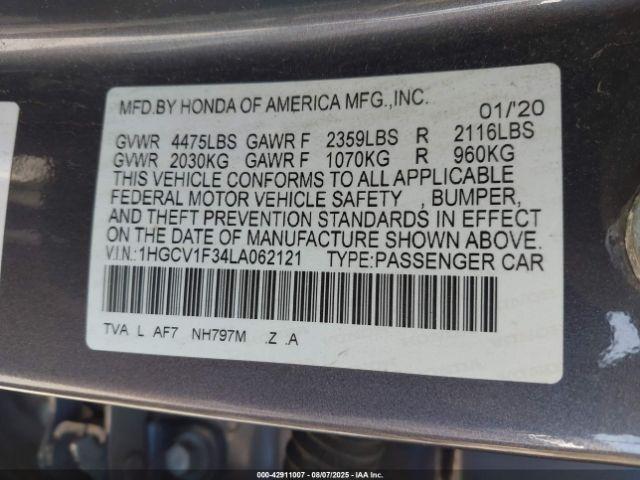 MFD.BY HONDA OF AMERICA MFG.,INC. 01/'20
GVWR 4475LBS GAWR F 2359LBS R 2116LBS
GVWR 2030KG GAWR F 1070KG R 960KG
THIS VEHICLE CONFORMS TO ALL APPLICABLE
FEDERAL MOTOR VEHICLE SAFETY , BUMPER,
AND THEFT PREVENTION STANDARDS IN EFFECT
ON THE DATE OF MANUFACTURE SHOWN ABOVE.
V.I.N.:1HGCV1F34LA062121 TYPE:PASSENGER CAR
TVA L AF7 NH797M .Z .A
000-42911007 - 08/07/2025 - IAA Inc.